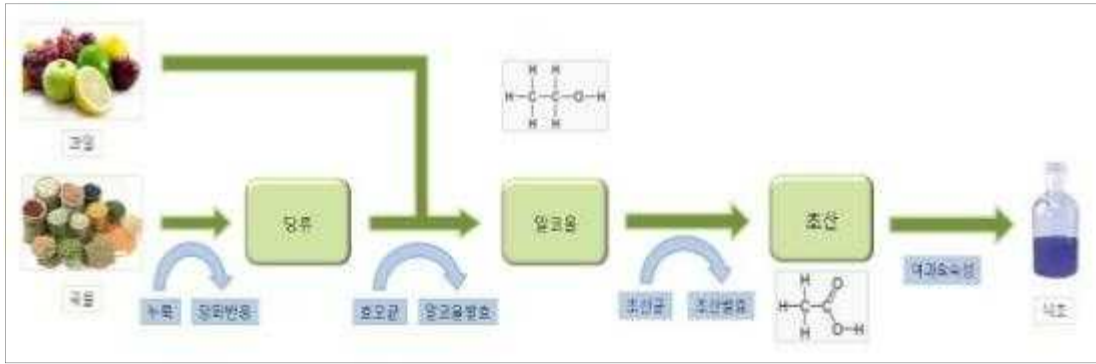 과일
곡물
당류
알코올
초산
누룩
당화반응
효모균
알코올발효
초산균
초산발효
여과&숙성
식초
H H
H-C-C-O-H
H H
H
H-C-C
H
O
O-H